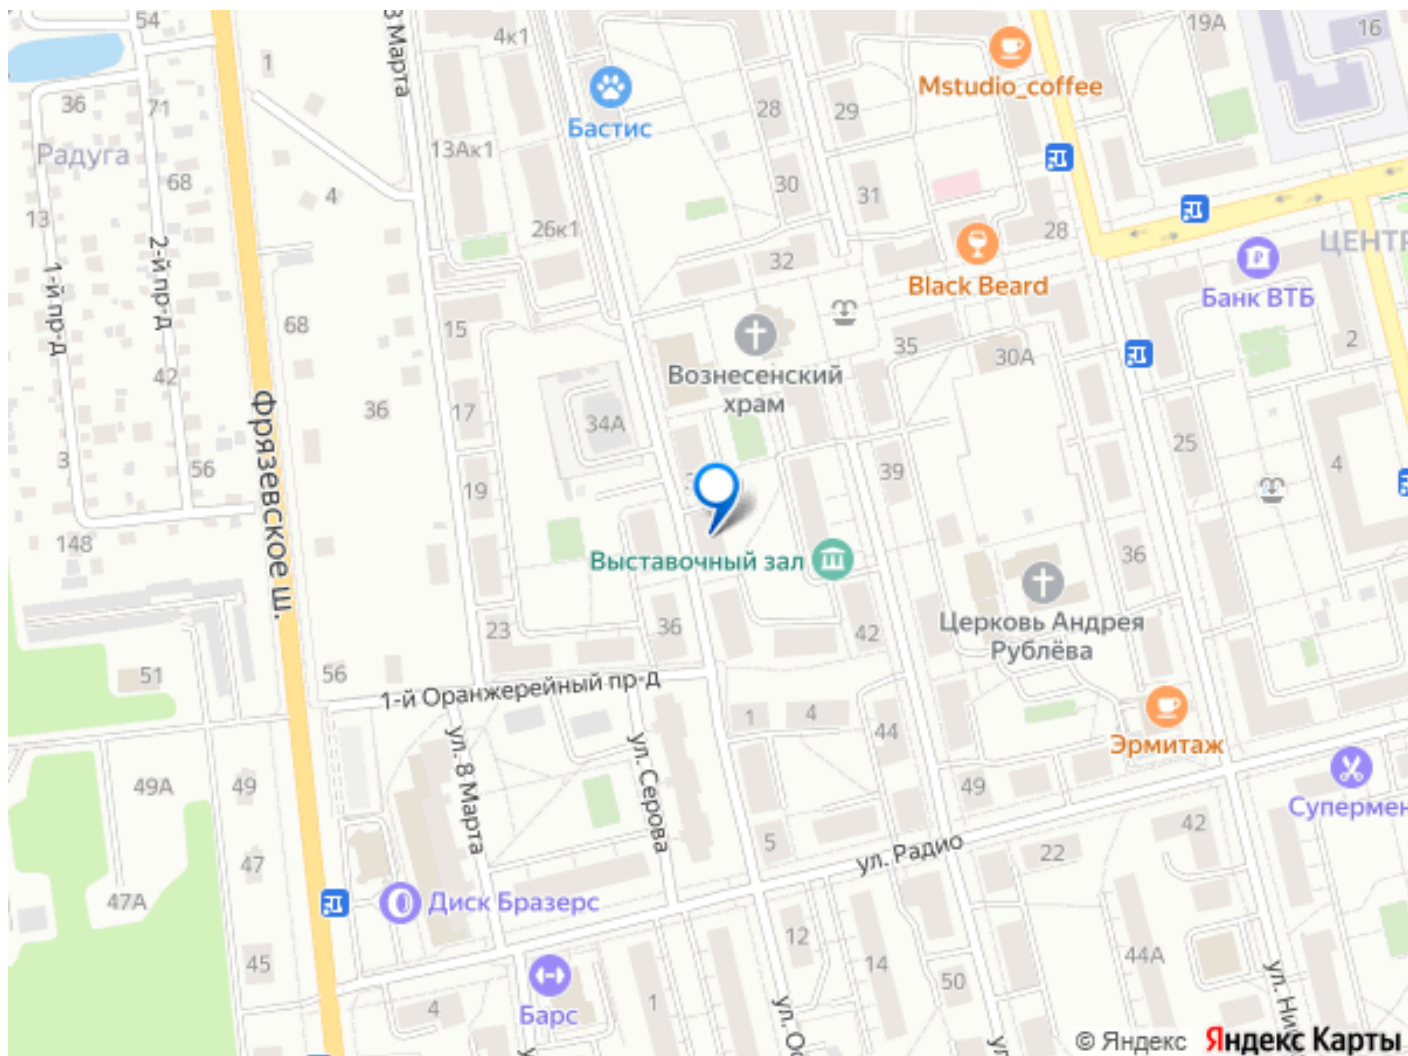 54
8 Марта
4к1
19А
16
1
Mstudio_coffee
36
71
28
29
Бастис
Радуга
13Ак1
68
4
30
31
13
26к1
28
ЦЕНТР
2-й пр-д
1-й пр-д
32
Black Beard
Банк ВТБ
68
15
35
30А
2
42
Вознесенский
храм
36
17
34А
Фрязевское ш.
25
3
56
19
39
4
148
Выставочный зал
36
23
36
42
Церковь Андрея
Рублёва
51
56
1-й Оранжерейный пр-д
1
4
44
Эрмитаж
ул. 8 Марта
ул. Серова
49А
49
49
Супермен
5
42
ул. Радио
22
47
47А
Диск Бразерс
12
45
14
44А
50
4
1
Барс
ул. Ос
ул. Ни
© Яндекс
Яндекс Карты